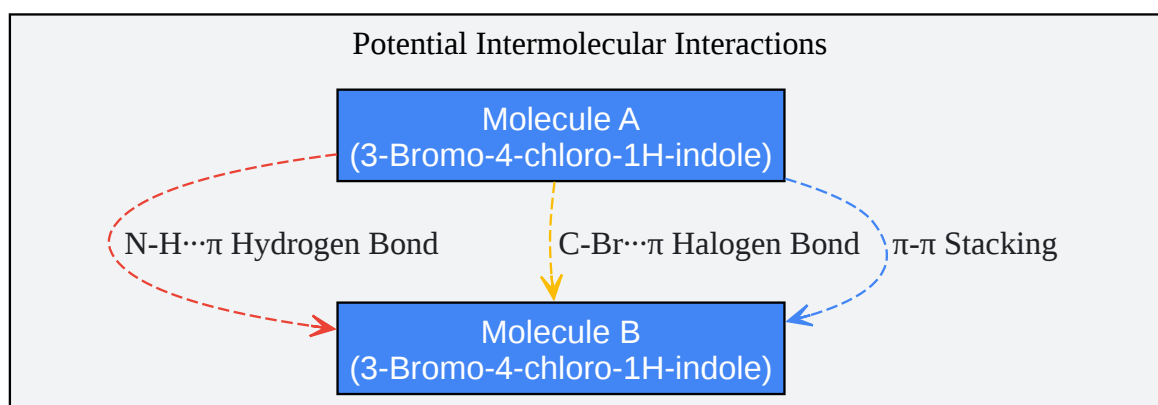 Potential Intermolecular Interactions
Molecule A
(3-Bromo-4-chloro-1H-indole)
N-H···π Hydrogen Bond
C-Br···π Halogen Bond
π-π Stacking
Molecule B
(3-Bromo-4-chloro-1H-indole)